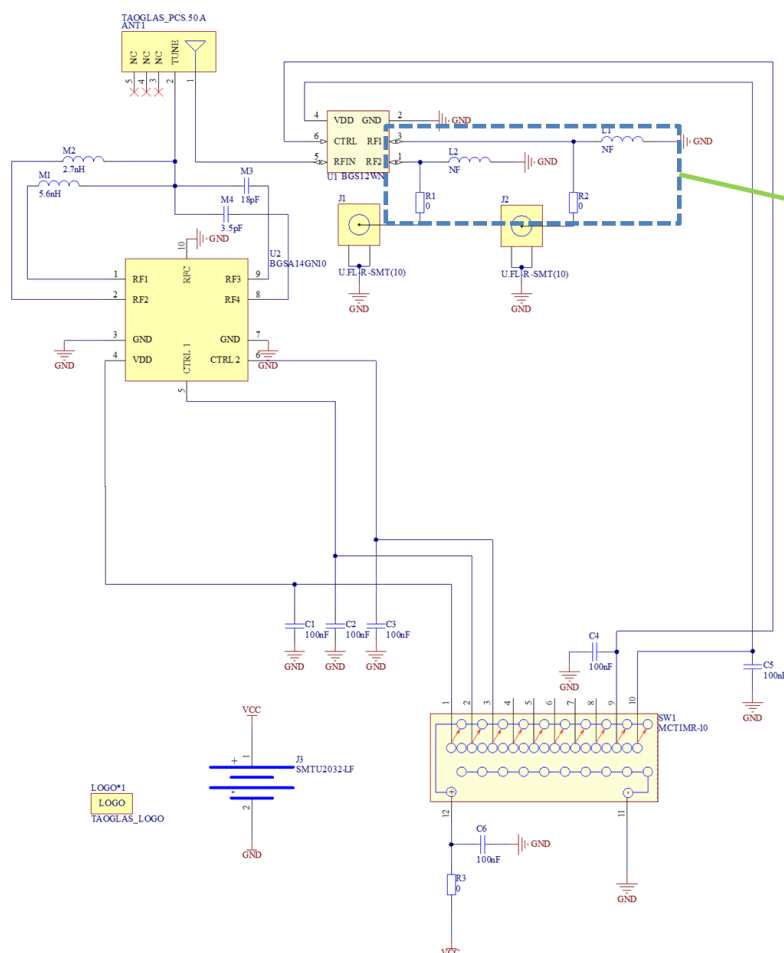 TAOGLAS_PCS.50 A
ANT1
NC
NC
NC
TUNE
5
4
3
2
1
4
VDD
GND
2
GND
6
CTRL
RF1
3
5
RFIN
RF2
1
U1 BGS12WN
L1
NF
GND
L2
NF
GND
M2
2.7nH
M1
5.6nH
M3
18pF
M4
3.5pF
R1
0
R2
0
J1
U.FL-R-SMT(10)
GND
J2
U.FL-R-SMT(10)
GND
10
GND
U2
BGSA14GN10
RFC
1
RF1
RF3
9
2
RF2
RF4
8
3
GND
GND
7
GND
4
VDD
CTRL 1
CTRL 2
6
GND
5
C1
100nF
GND
C2
100nF
GND
C3
100nF
GND
C4
100nF
GND
C5
100nF
GND
1
2
3
4
5
6
7
8
9
10
SW1
MCTIMR-10
+
-
12
11
VCC
1
+
J3
SMTU2032-LF
-
2
GND
LOGO*1
LOGO
TAOGLAS_LOGO
C6
100nF
GND
R3
0
GND
VCC